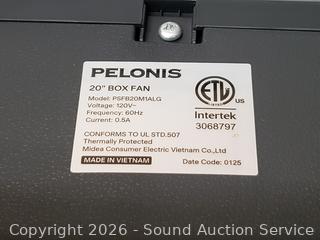 PELONIS
20" BOX FAN
Model: PSFB20M1ALG
Voltage: 120V~
Frequency: 60Hz
Current: 0.5A
ETL
US
Intertek
3068797
CONFORMS TO UL STD.507
Thermally Protected
Midea Consumer Electric Vietnam Co.,Ltd
MADE IN VIETNAM
Date Code: 0125
Copyright 2026 - Sound Auction Service